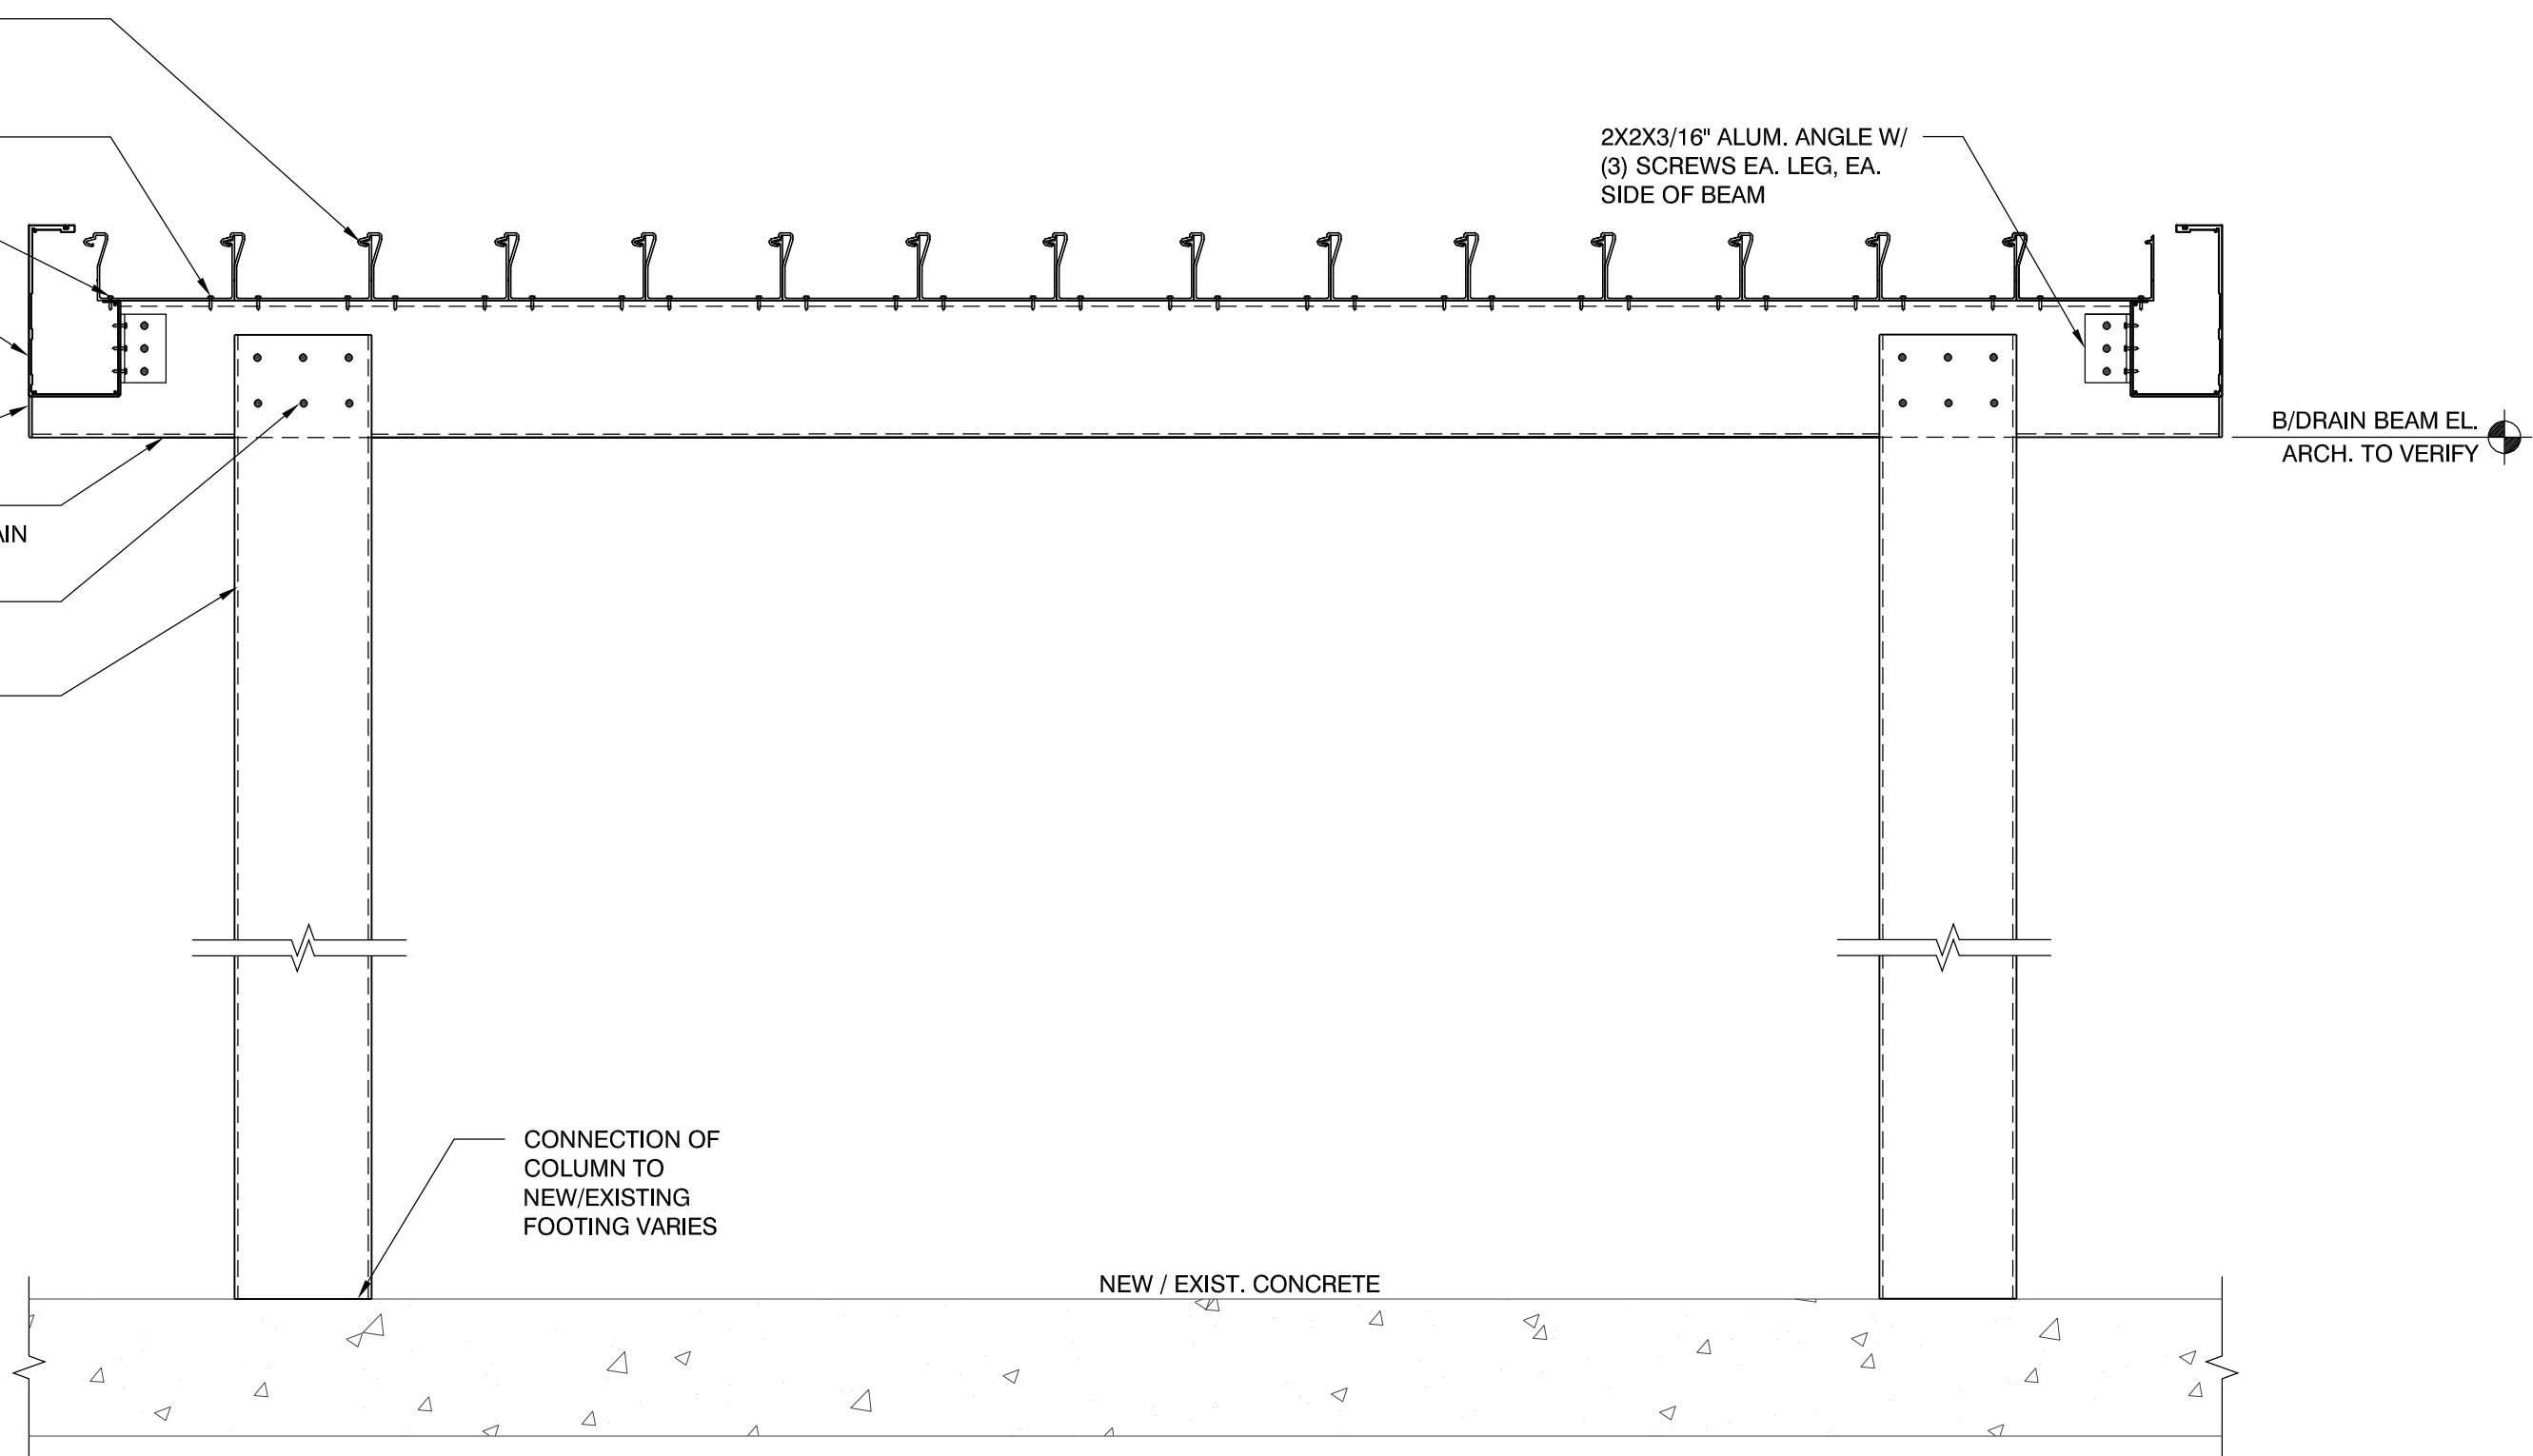 2X2X3/16" ALUM. ANGLE W/
(3) SCREWS EA. LEG, EA.
SIDE OF BEAM
B/DRAIN BEAM EL.
ARCH. TO VERIFY
CONNECTION OF
COLUMN TO
NEW/EXISTING
FOOTING VARIES
NEW / EXIST. CONCRETE